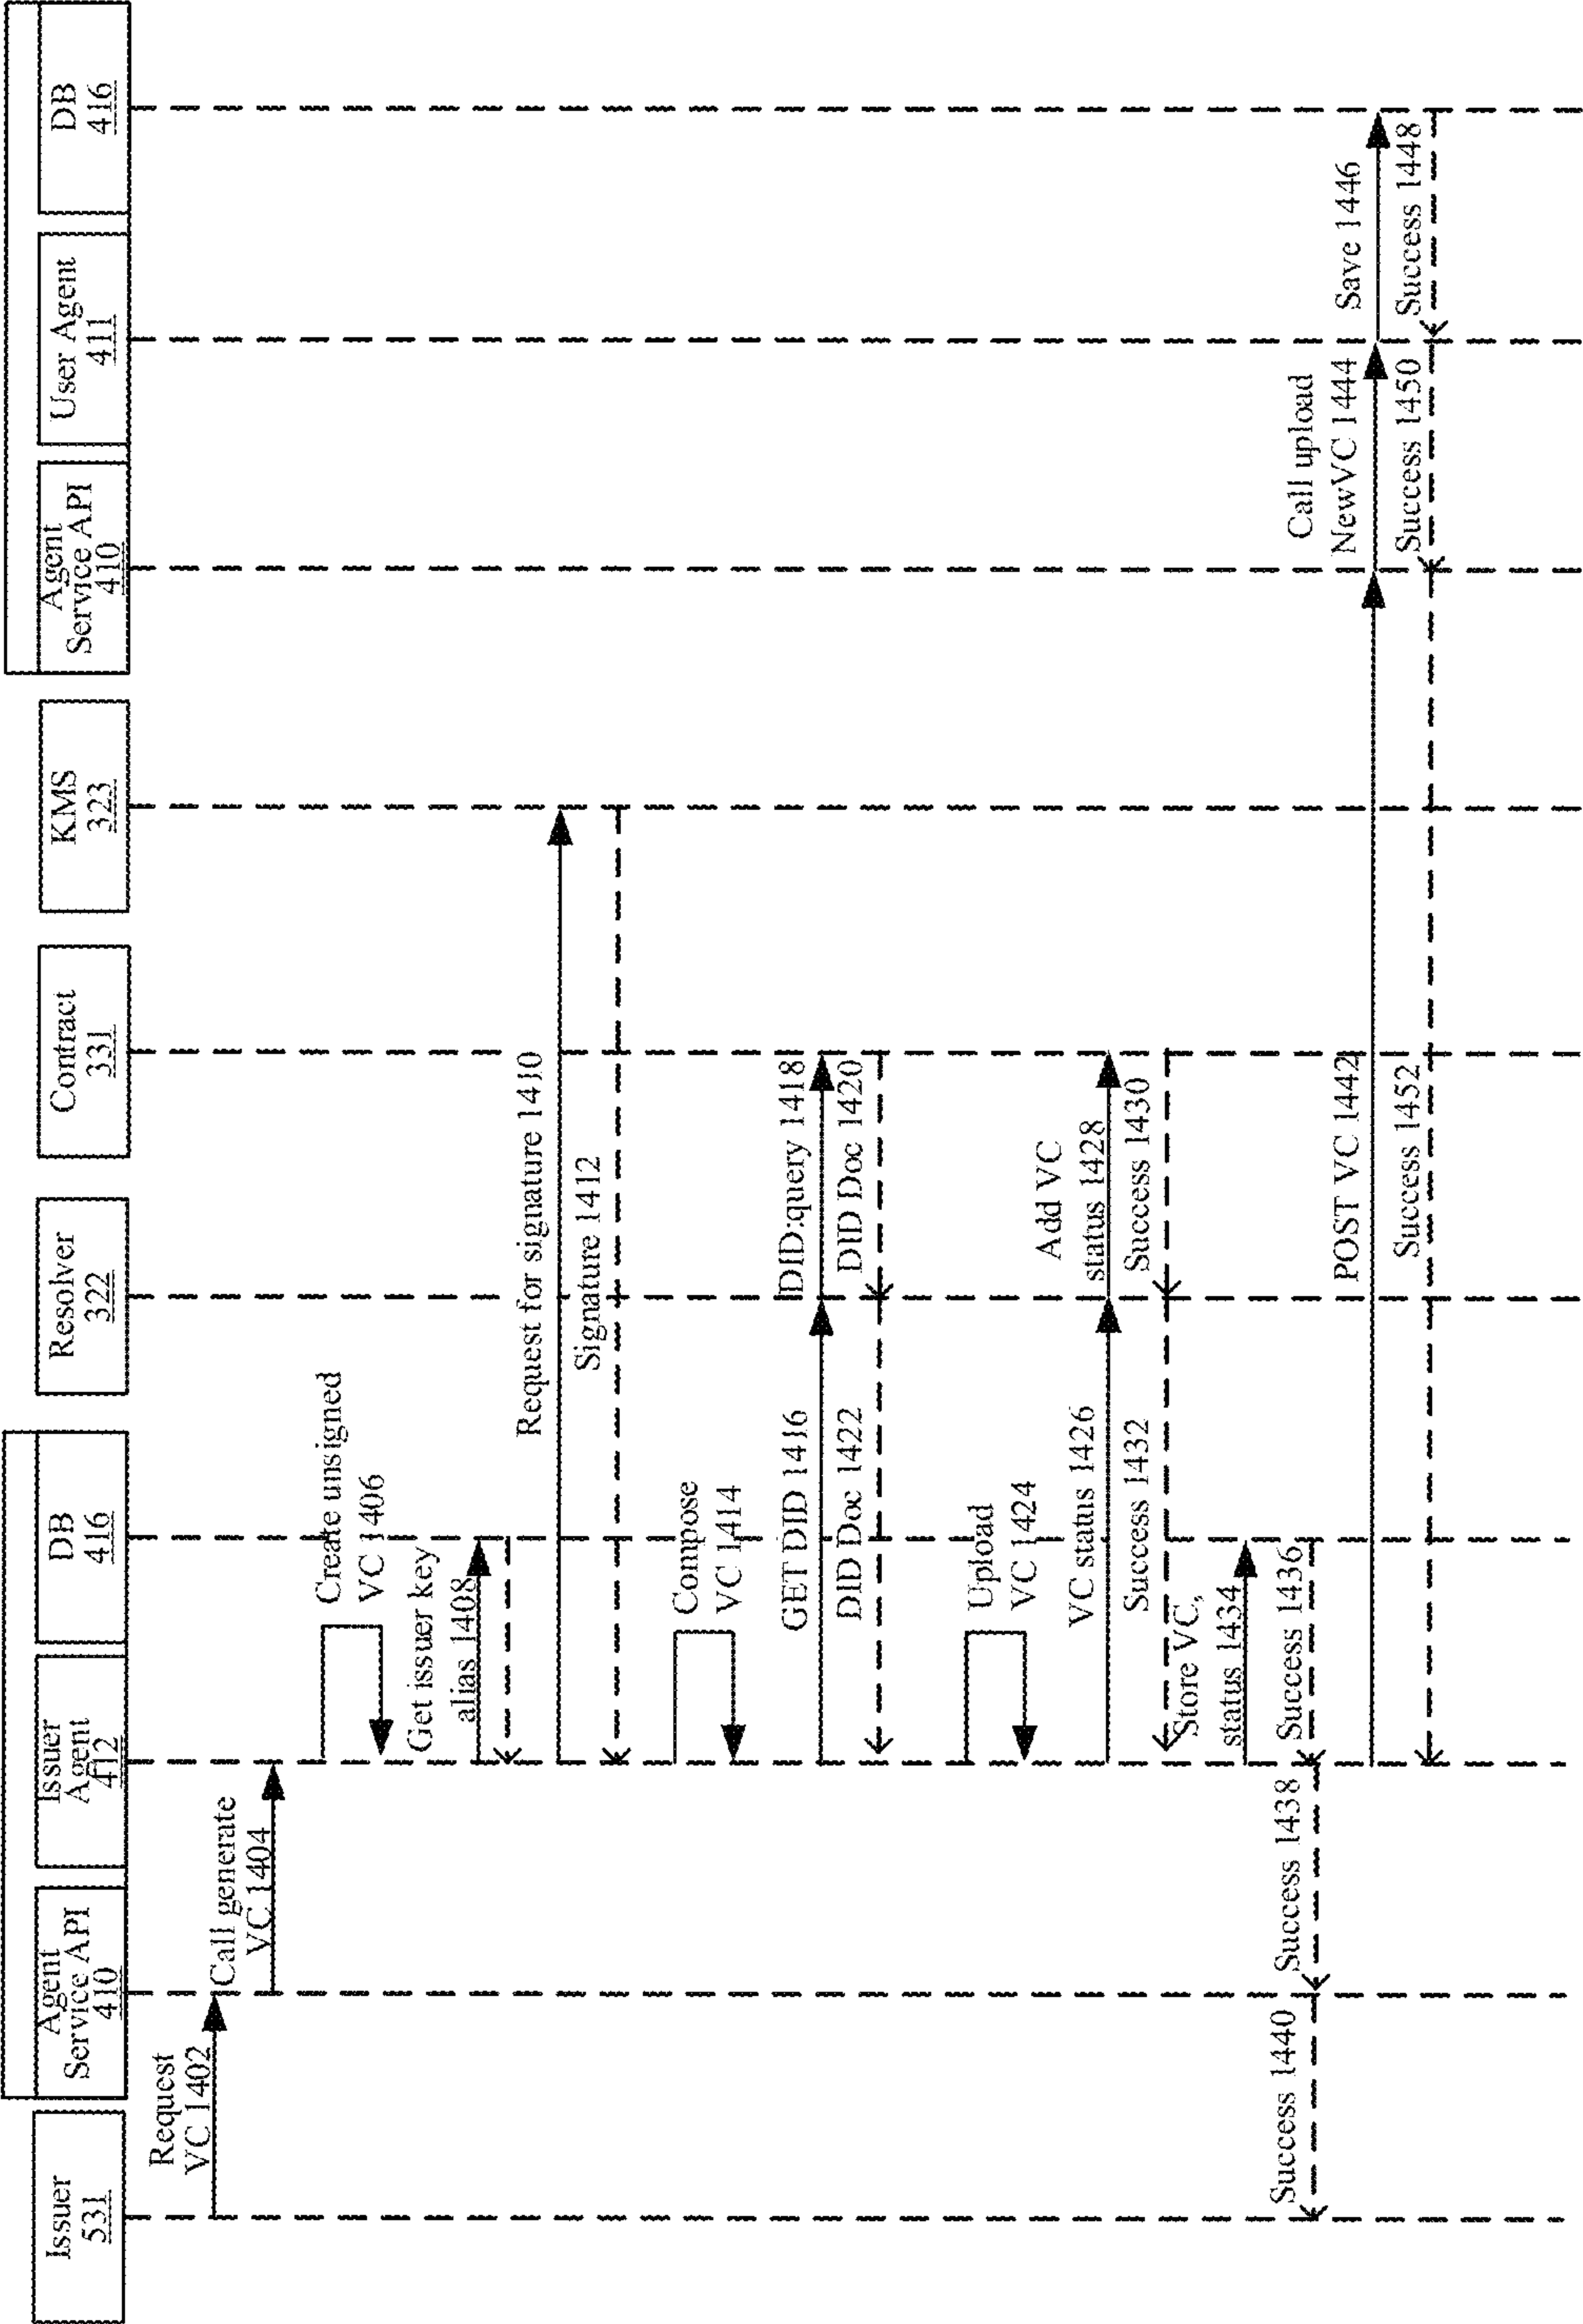 Issuer
531
Agent
Service API
410
Issuer
Agent
412
DB
416
Resolver
322
Contract
331
KMS
323
Agent
Service API
410
User Agent
411
DB
416
Request
VC 1402
Call generate
VC 1404
Create unsigned
VC 1406
Get issuer key
alias 1408
Request for signature 1410
Signature 1412
Compose
VC 1414
GET DID 1416
DID:query 1418
DID Doc 1422
DID Doc 1420
Upload
VC 1424
VC status 1426
Add VC
status 1428
Success 1432
Success 1430
Store VC,
status 1434
Success 1436
Success 1438
Success 1440
POST VC 1442
Call upload
NewVC 1444
Save 1446
Success 1452
Success 1450
Success 1448